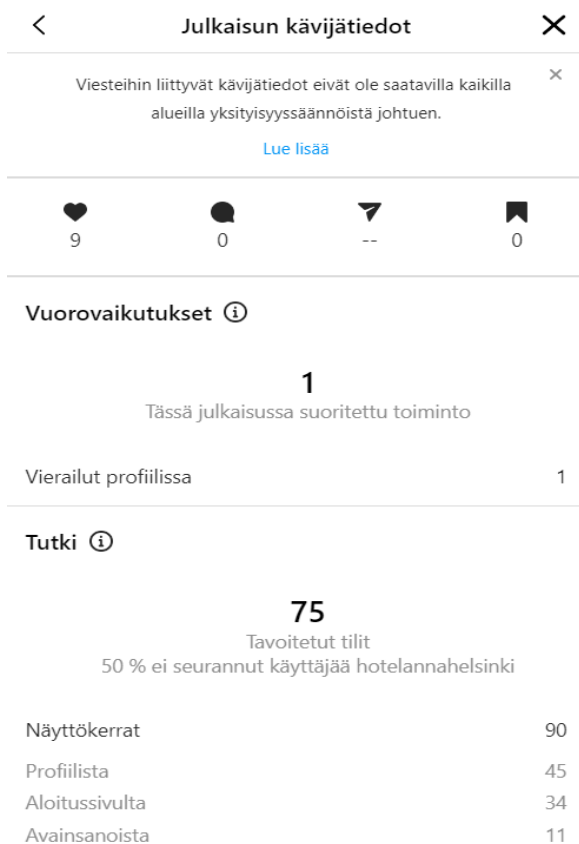 Julkaisun kävijätiedot
Viesteihin liittyvät kävijätiedot eivät ole saatavilla kaikilla
alueilla yksityisyyssäännöistä johtuen.
Lue lisää
9 0 -- 0
Vuorovaikutukset
1
Tässä julkaisussa suoritettu toiminto
Vierailut profiilissa 1
Tutki
75
Tavoitetut tilit
50 % ei seurannut käyttäjää hotelannahelsinki
Näyttökerrat 90
Profiilista 45
Aloitussivulta 34
Avainsanoista 11